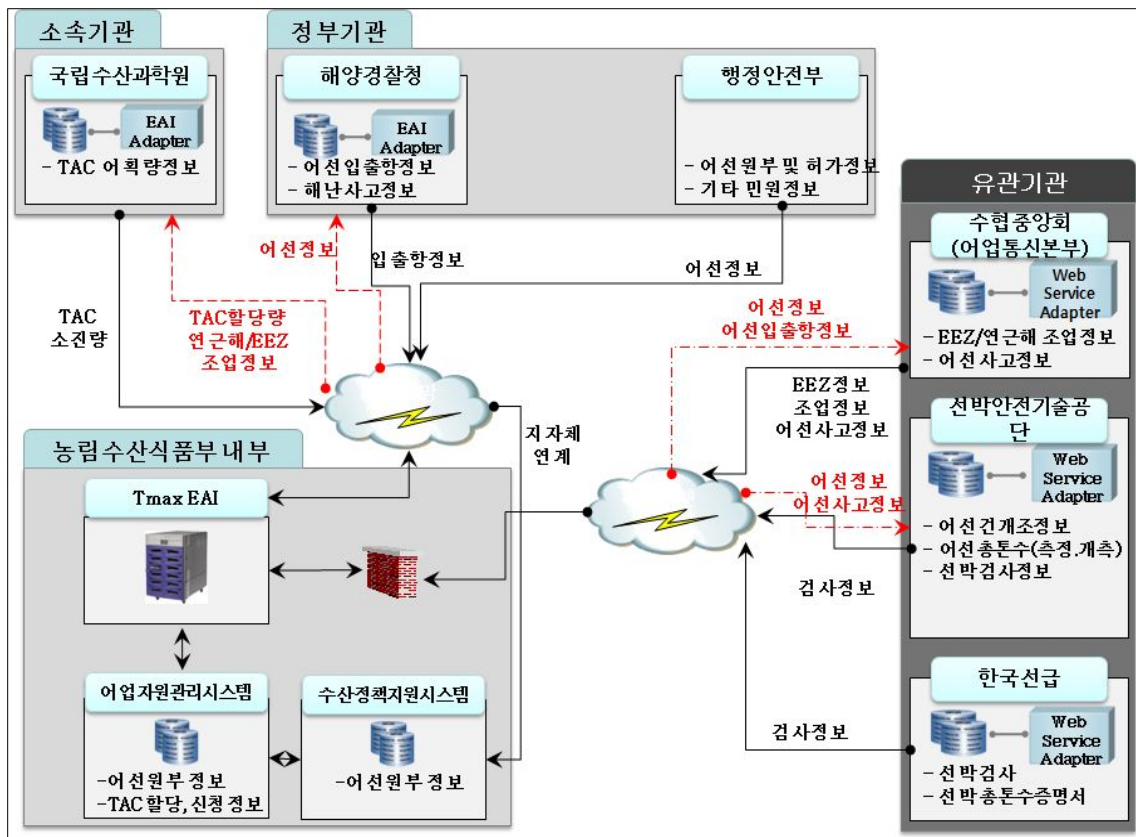 소속기관
국립수산과학원
EAI
Adapter
- TAC 어획량정보
정부기관
해양경찰청
EAI
Adapter
- 어선입출항정보
- 해난사고정보
행정안전부
- 어선원부 및 허가정보
- 기타 민원정보
유관기관
수협중앙회
(어업통신본부)
Web
Service
Adapter
- EEZ/연근해 조업정보
- 어선사고정보
선박안전기술공
단
Web
Service
Adapter
- 어선건개조정보
- 어선총톤수(측정.개측)
- 선박검사정보
한국선급
Web
Service
Adapter
- 선박검사
- 선박총톤수증명서
TAC
소진량
TAC할당량
연근해/EEZ
조업정보
어선정보
입출항정보
어선정보
어선정보
어선입출항정보
EEZ정보
조업정보
어선사고정보
어선정보
어선사고정보
검사정보
검사정보
지자체
연계
농림수산식품부 내부
Tmax EAI
어업자원관리시스템
-어선원부 정보
-TAC 할당, 신청 정보
수산정책지원시스템
-어선원부 정보